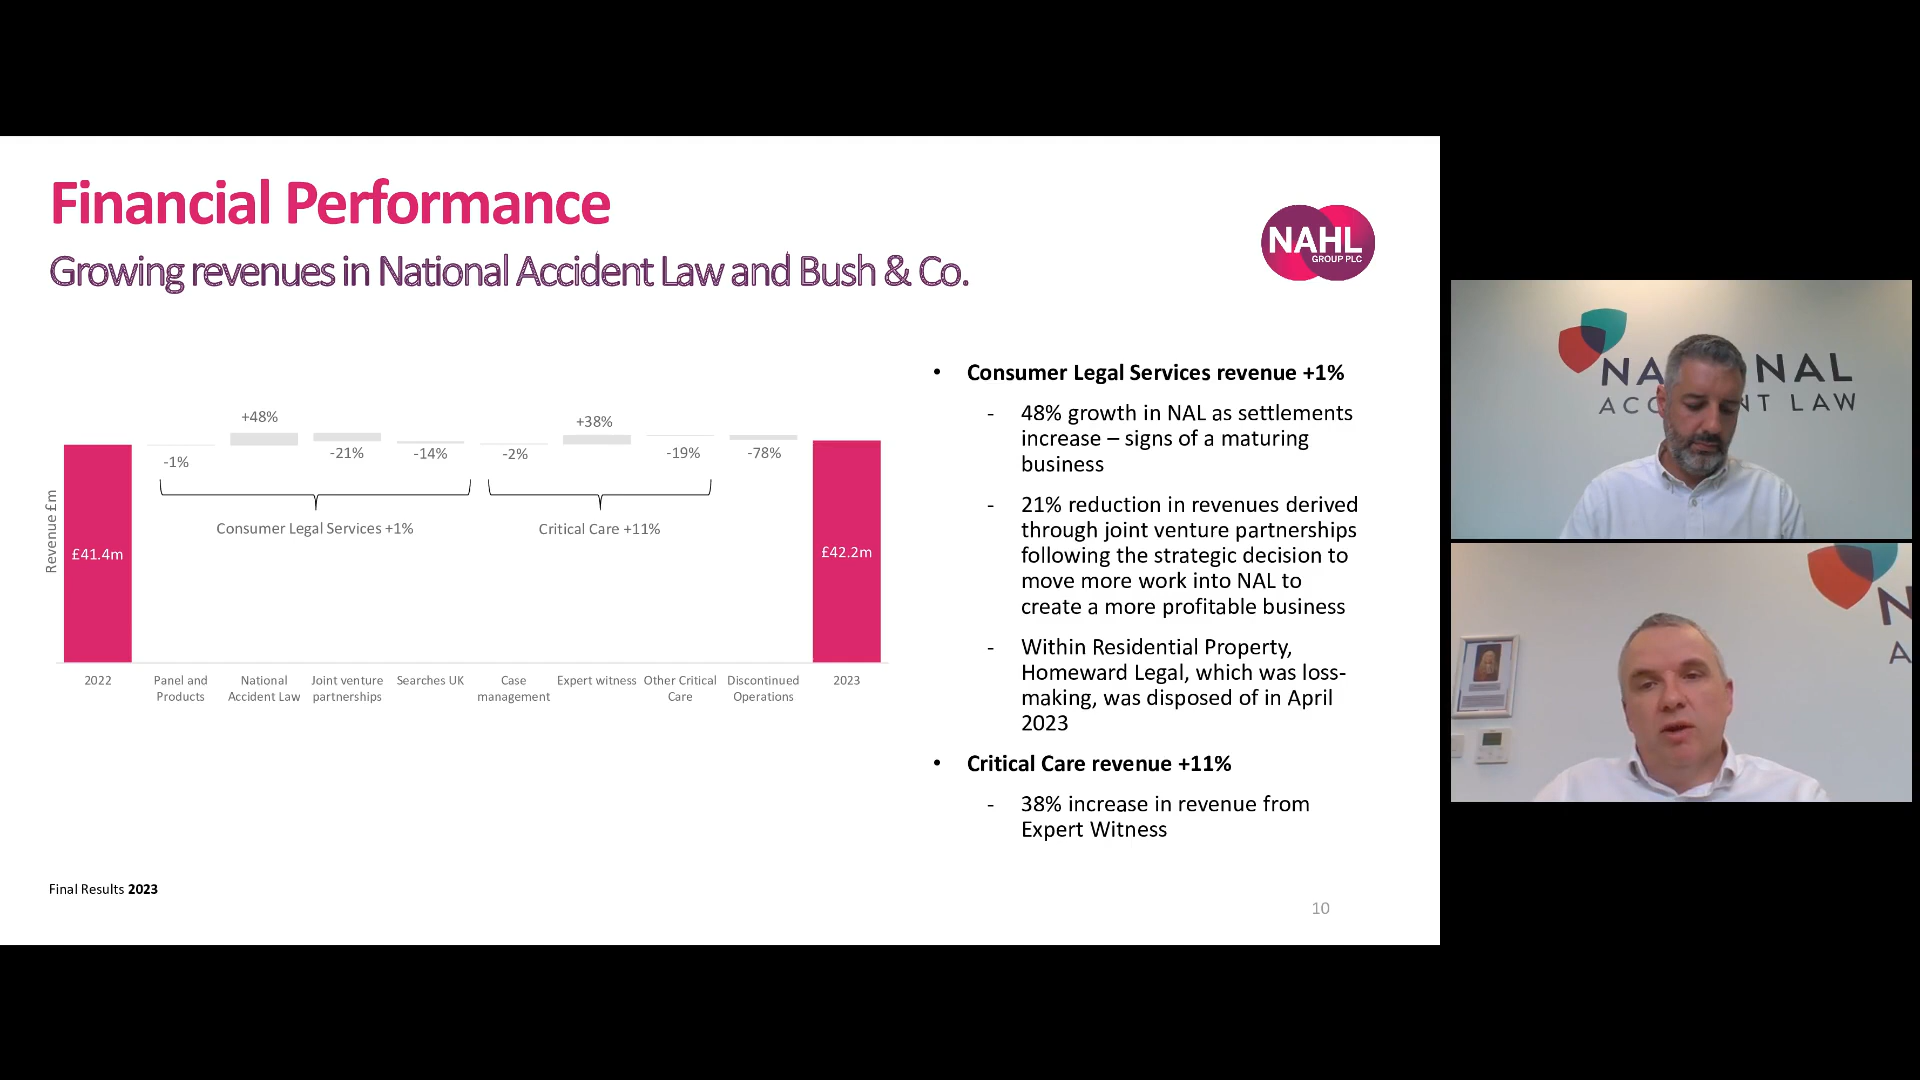 Financial Performance
Growing revenues in National Accident Law and Bush & Co.
NAHL
GROUP PLC
Revenue £m
£41.4m
-1%
+48%
-21%
-14%
-2%
+38%
-19%
-78%
£42.2m
Consumer Legal Services +1%
Critical Care +11%
2022
Panel and
Products
National
Accident Law
Joint venture
partnerships
Searches UK
Case
management
Expert witness
Other Critical
Care
Discontinued
Operations
2023
• Consumer Legal Services revenue +1%
- 48% growth in NAL as settlements
increase – signs of a maturing
business
- 21% reduction in revenues derived
through joint venture partnerships
following the strategic decision to
move more work into NAL to
create a more profitable business
- Within Residential Property,
Homeward Legal, which was loss-
making, was disposed of in April
2023
• Critical Care revenue +11%
- 38% increase in revenue from
Expert Witness
Final Results 2023
10
LAW